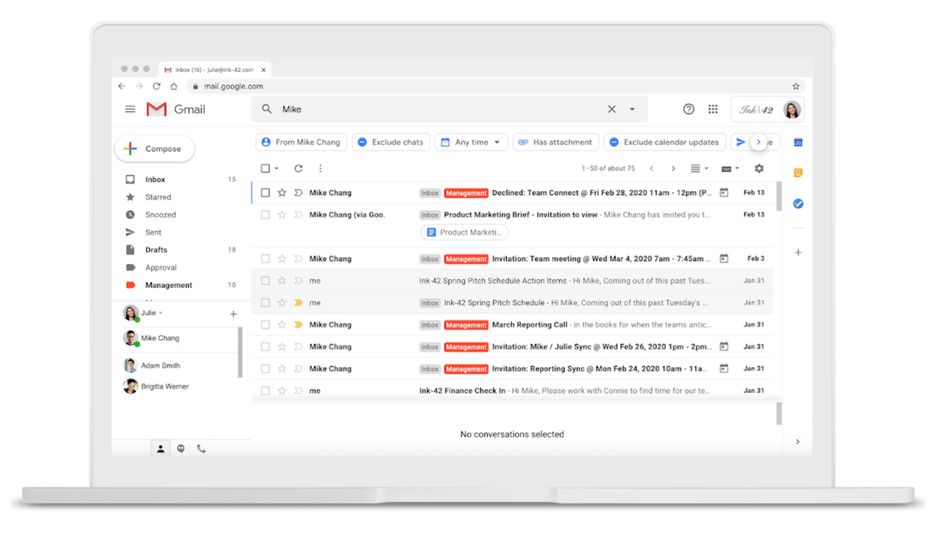 Inbox (15) - julie@ink-42.com
mail.google.com
Gmail
Mike
Ink 42
Compose
From Mike Chang
Exclude chats
Any time
Has attachment
Exclude calendar updates
1-50 of about 75
Inbox 15
Starred
Snoozed
Sent
Drafts 18
Approval
Management 10
Julie
Mike Chang
Adam Smith
Brigitta Werner
Mike Chang Inbox Management Declined: Team Connect @ Fri Feb 28, 2020 11am - 12pm (P... Feb 13
Mike Chang (via Goo. Inbox Product Marketing Brief - Invitation to view - Mike Chang has invited you t... Feb 13
Product Marketi...
Mike Chang Inbox Management Invitation: Team meeting @ Wed Mar 4, 2020 7am - 7:45am ... Feb 3
me Ink-42 Spring Pitch Schedule Action Items - Hi Mike, Coming out of this past Tuesd... Jan 31
me Inbox Ink-42 Spring Pitch Schedule - Hi Mike, Coming out of this past Tuesday's ... Jan 31
Mike Chang Inbox Management March Reporting Call - in the books for when the teams antic... Jan 31
Mike Chang Inbox Management Invitation: Mike / Julie Sync @ Wed Feb 26, 2020 1pm - 2pm... Jan 31
Mike Chang Inbox Management Invitation: Reporting Sync @ Mon Feb 24, 2020 10am - 11a... Jan 31
me Ink-42 Finance Check In - Hi Mike, Please work with Connie to find time for our te... Jan 31
No conversations selected